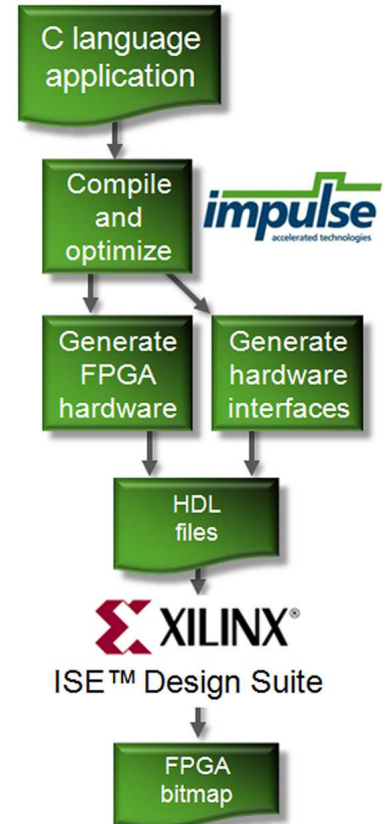 C language
application
Compile
and
optimize
impulse
accelerated technologies
Generate
FPGA
hardware
Generate
hardware
interfaces
HDL
files
XILINX®
ISE™ Design Suite
FPGA
bitmap